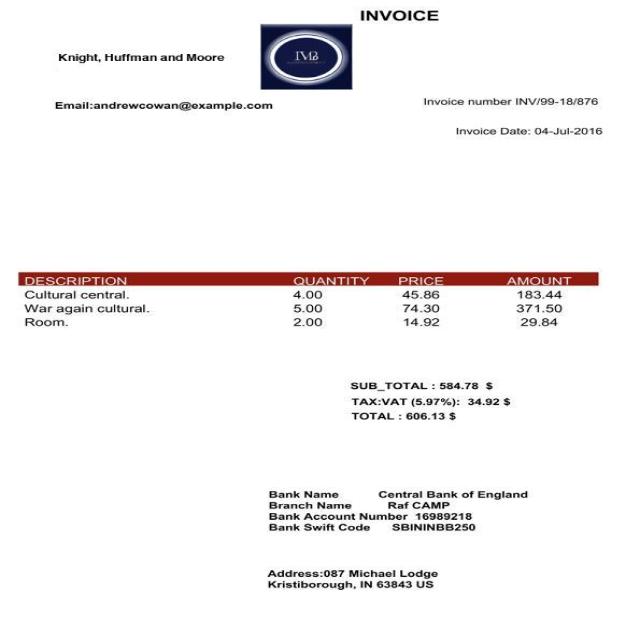 INVOICE
Knight, Huffman and Moore
Email:andrewcowan@example.com
Invoice number INV/99-18/876
Invoice Date: 04-Jul-2016
DESCRIPTION QUANTITY PRICE AMOUNT
Cultural central. 4.00 45.86 183.44
War again cultural. 5.00 74.30 371.50
Room. 2.00 14.92 29.84
SUB_TOTAL : 584.78 $
TAX:VAT (5.97%): 34.92 $
TOTAL : 606.13 $
Bank Name Central Bank of England
Branch Name Raf CAMP
Bank Account Number 16989218
Bank Swift Code SBININBB250
Address:087 Michael Lodge
Kristiborough, IN 63843 US